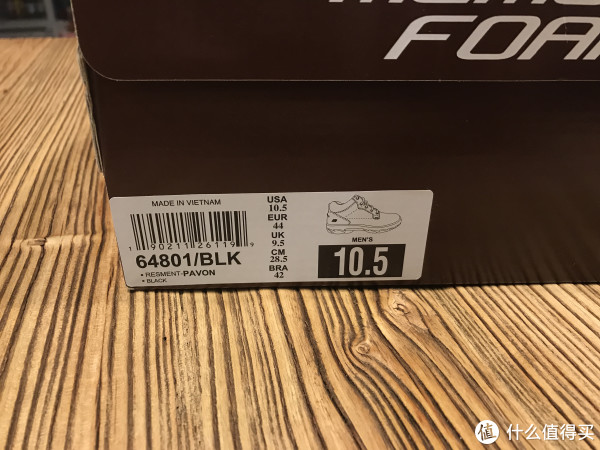 FOA
MADE IN VIETNAM
1 90211 26119 9
64801/BLK
• RESMENT-PAVON
• BLACK
USA
10.5
EUR
44
UK
9.5
CM
28.5
BRA
42
MEN'S
10.5
值 什么值得买